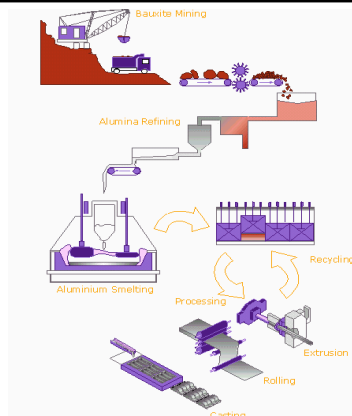 Bauxite Mining
Alumina Refining
Recycling
Aluminium Smelting
Processing
Extrusion
Rolling
Casting